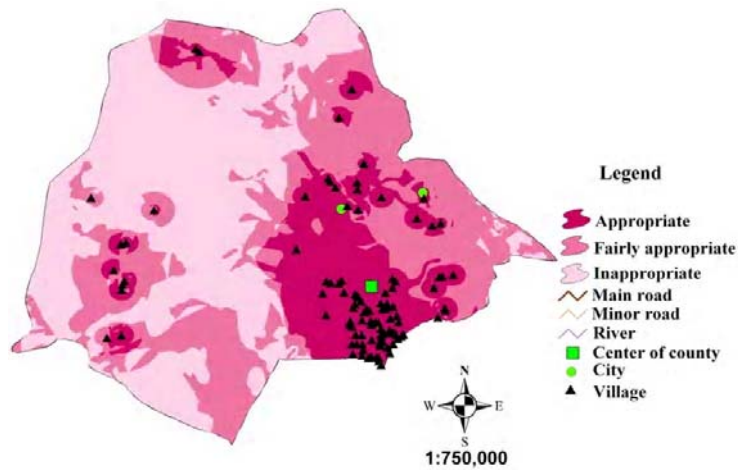 Legend
Appropriate
Fairly appropriate
Inappropriate
Main road
Minor road
River
Center of county
City
Village
N
W E
S
1:750,000